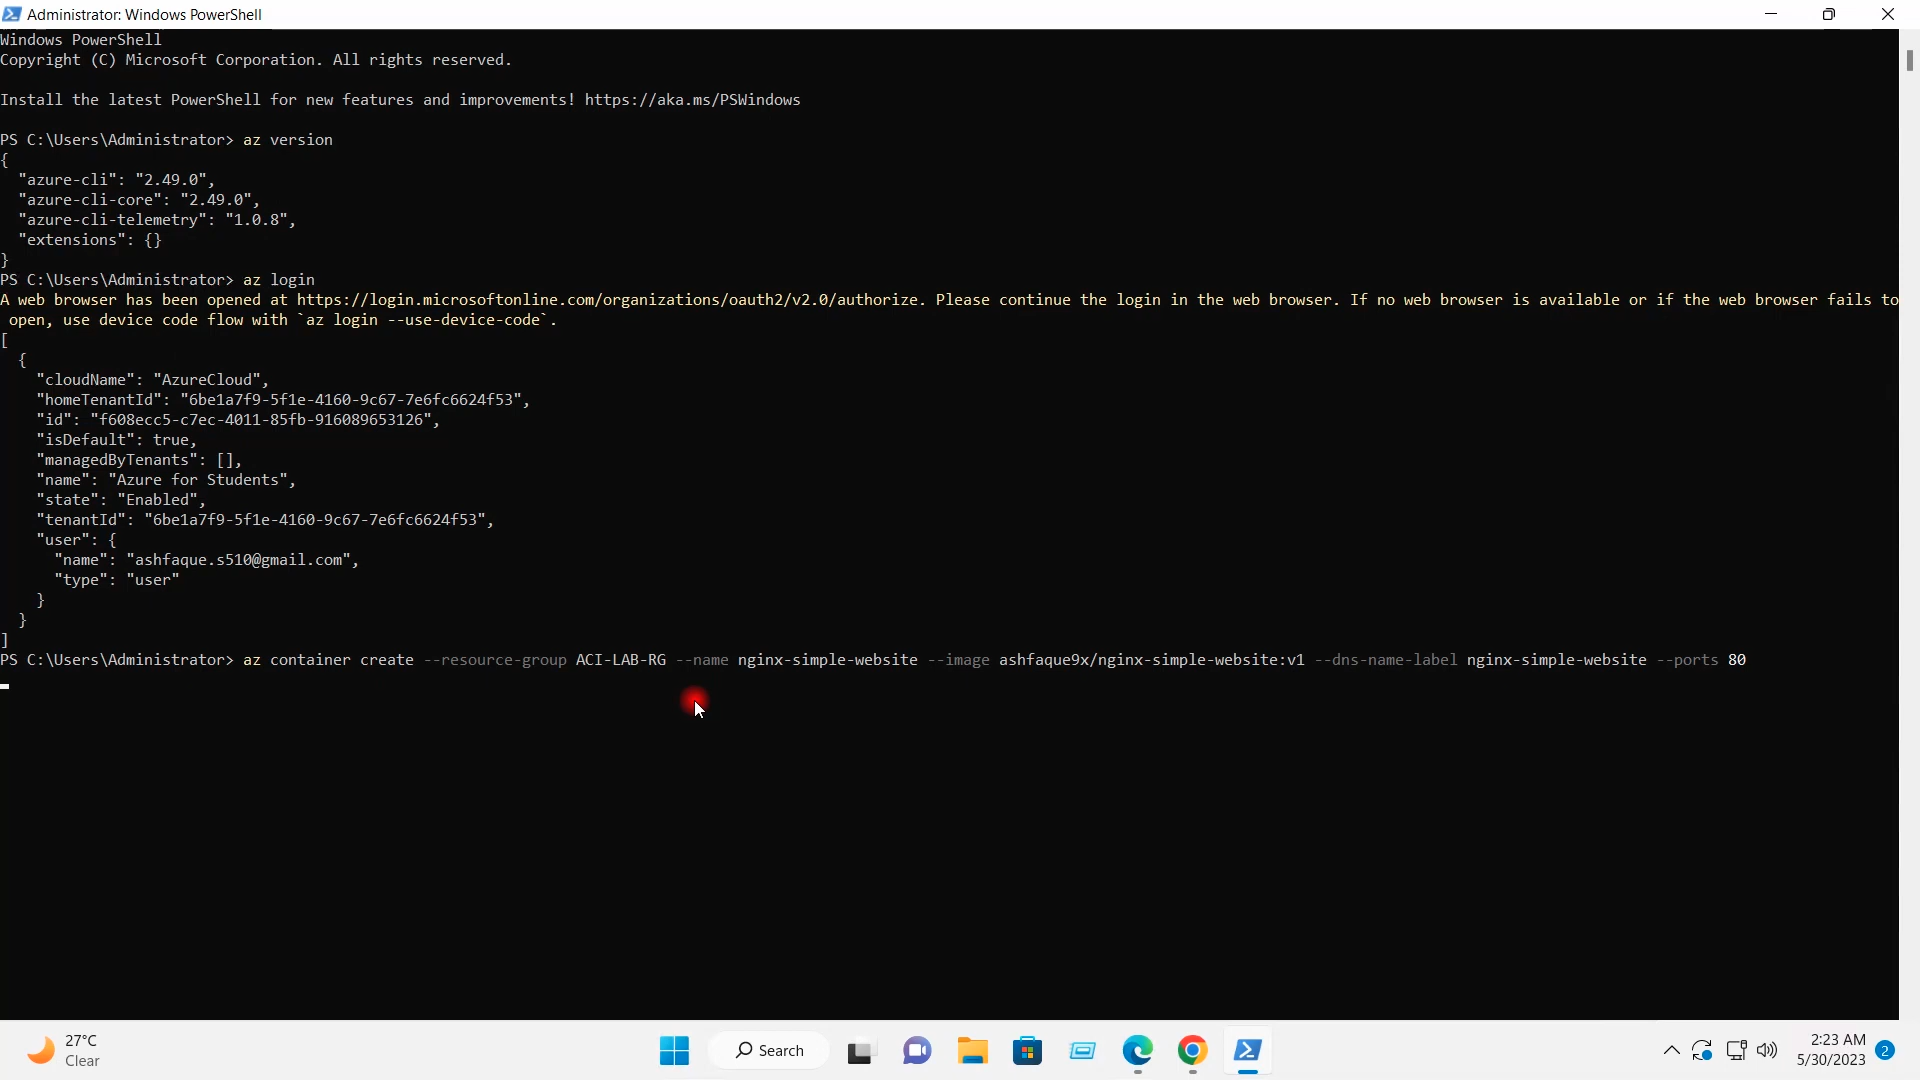 Administrator: Windows PowerShell
Windows PowerShell
Copyright (C) Microsoft Corporation. All rights reserved.
Install the latest PowerShell for new features and improvements! https://aka.ms/PSWindows
PS C:\Users\Administrator> az version
{
  "azure-cli": "2.49.0",
  "azure-cli-core": "2.49.0",
  "azure-cli-telemetry": "1.0.8",
  "extensions": {}
}
PS C:\Users\Administrator> az login
A web browser has been opened at https://login.microsoftonline.com/organizations/oauth2/v2.0/authorize. Please continue the login in the web browser. If no web browser is available or if the web browser fails to
 open, use device code flow with `az login --use-device-code`.
[
  {
    "cloudName": "AzureCloud",
    "homeTenantId": "6be1a7f9-5f1e-4160-9c67-7e6fc6624f53",
    "id": "f608ecc5-c7ec-4011-85fb-916089653126",
    "isDefault": true,
    "managedByTenants": [],
    "name": "Azure for Students",
    "state": "Enabled",
    "tenantId": "6be1a7f9-5f1e-4160-9c67-7e6fc6624f53",
    "user": {
      "name": "ashfaque.s510@gmail.com",
      "type": "user"
    }
  }
]
PS C:\Users\Administrator> az container create --resource-group ACI-LAB-RG --name nginx-simple-website --image ashfaque9x/nginx-simple-website:v1 --dns-name-label nginx-simple-website --ports 80
27°C
Clear
Search
2:23 AM
5/30/2023
2